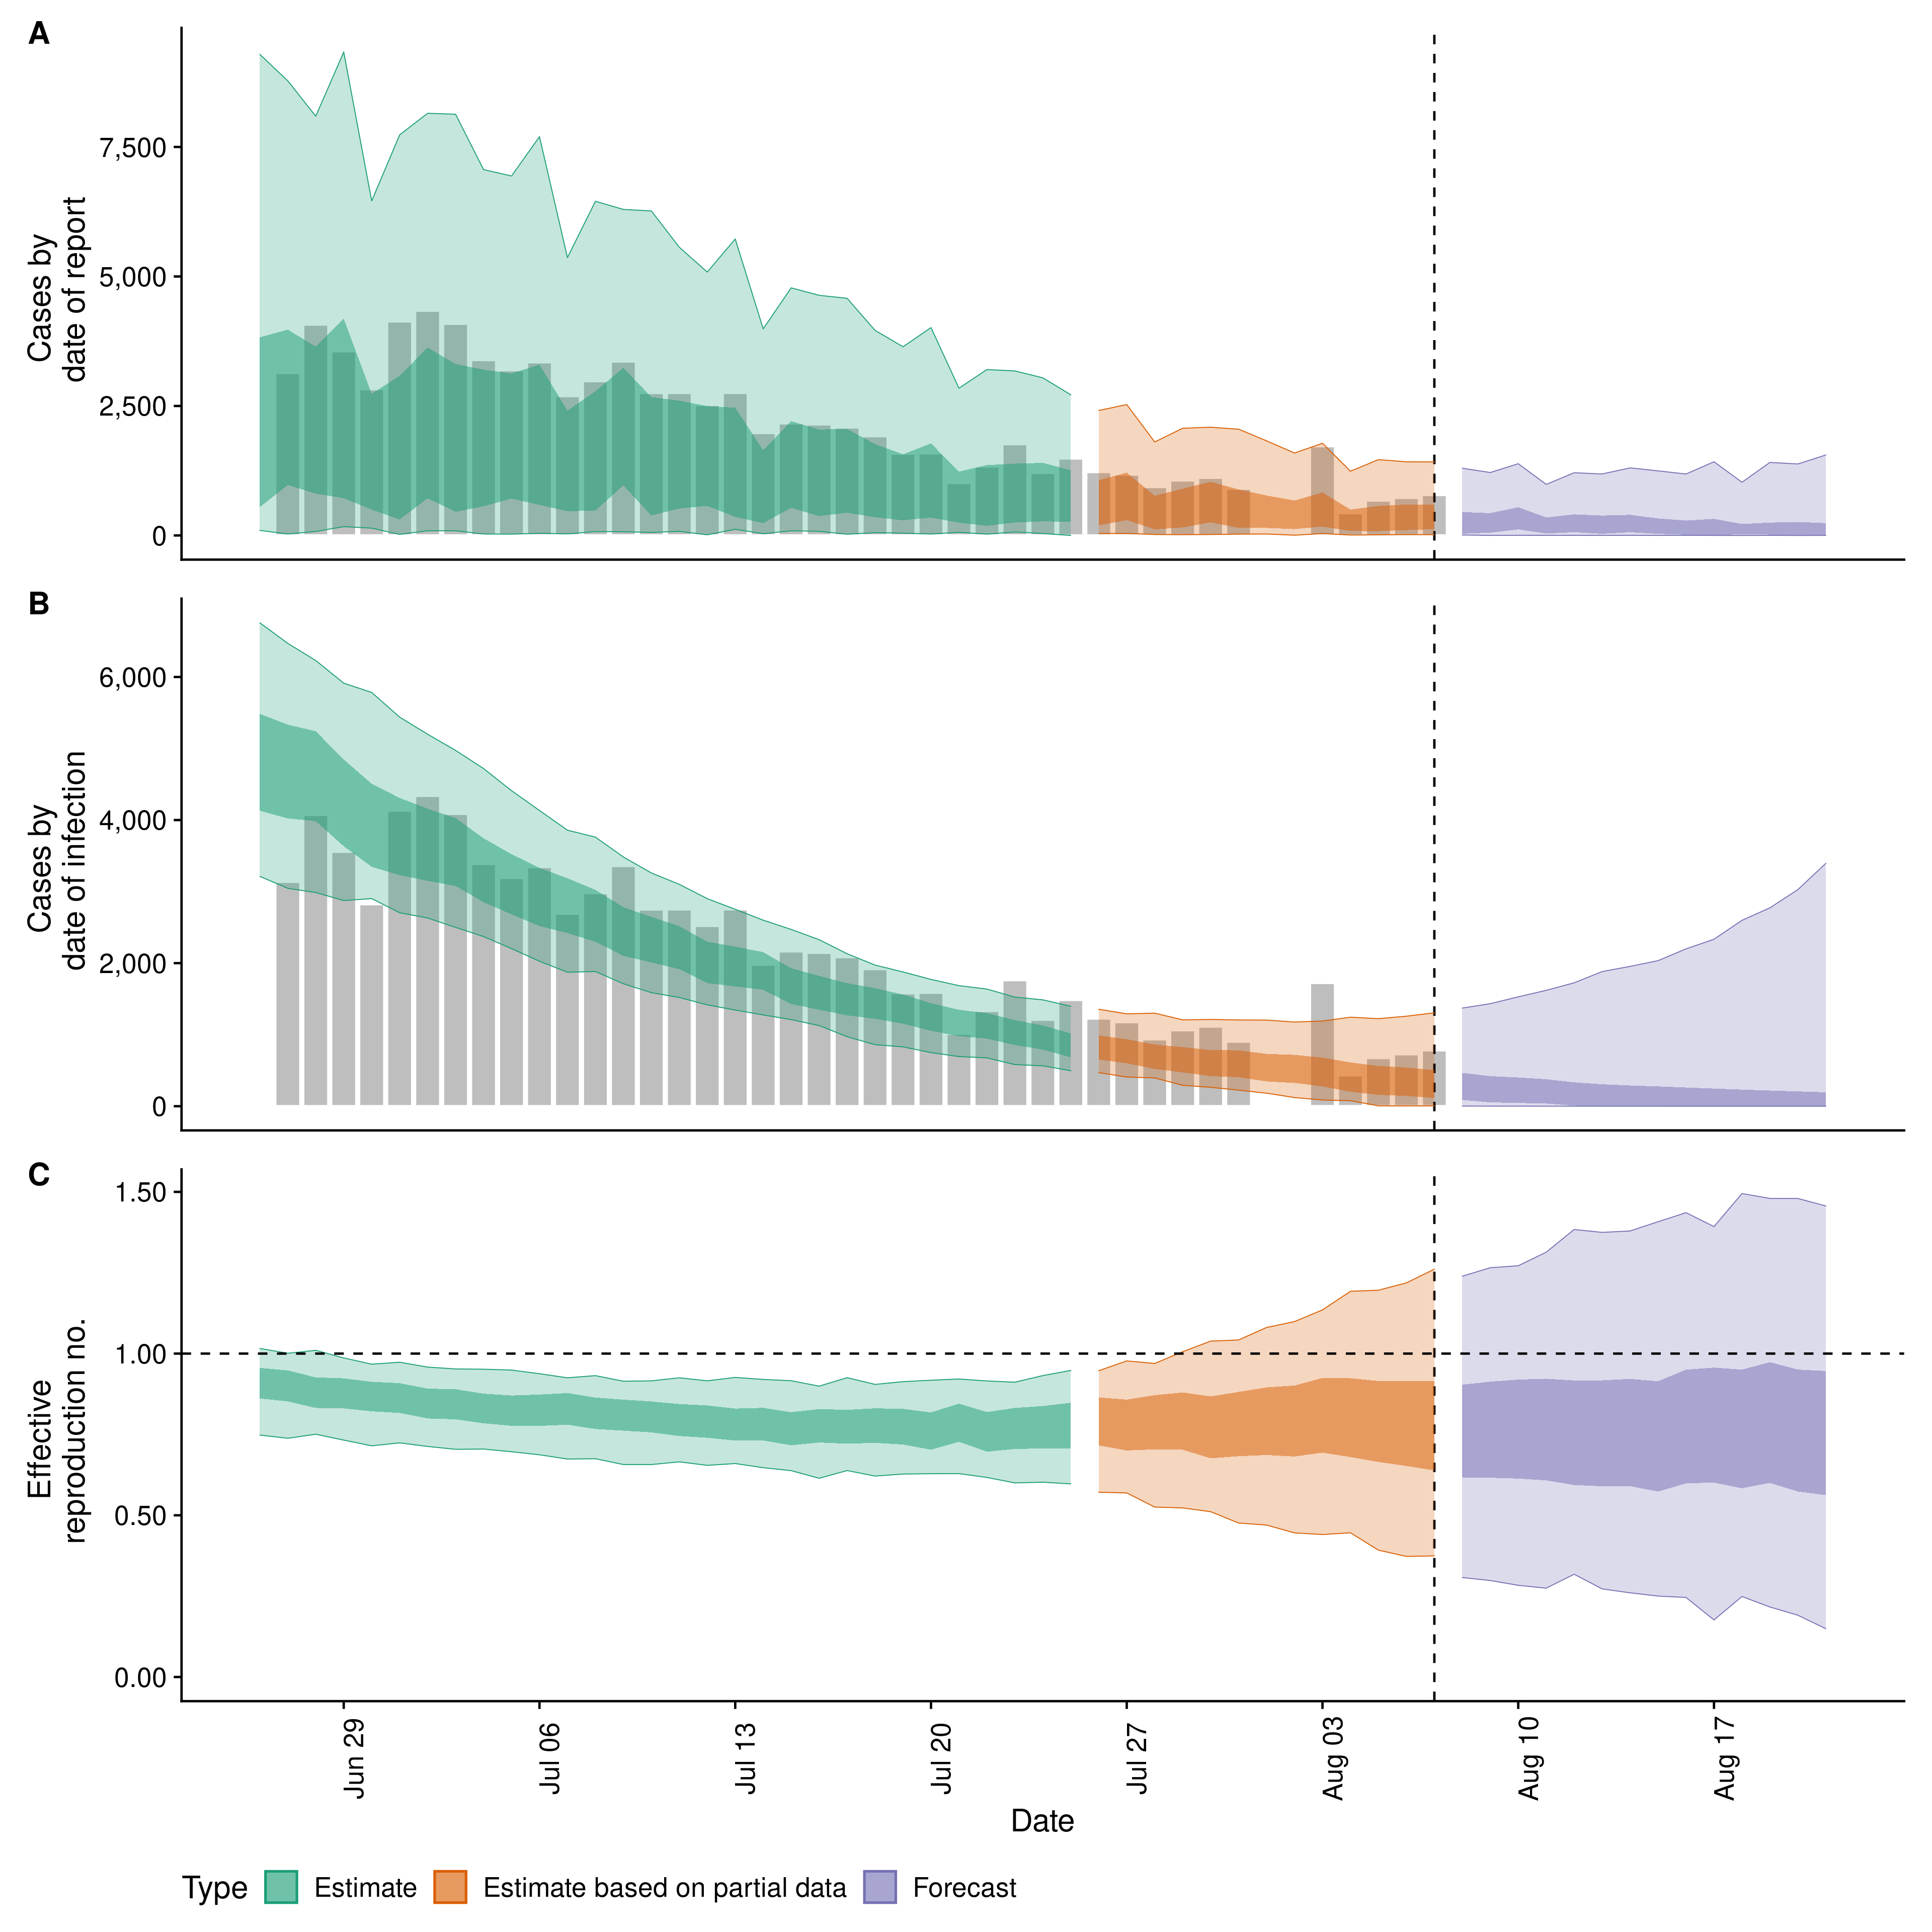 A
Cases by
date of report
7,500
5,000
2,500
0
B
Cases by
date of infection
6,000
4,000
2,000
0
C
Effective
reproduction no.
1.50
1.00
0.50
0.00
Jun 29
Jul 06
Jul 13
Jul 20
Jul 27
Aug 03
Aug 10
Aug 17
Date
Type Estimate Estimate based on partial data Forecast